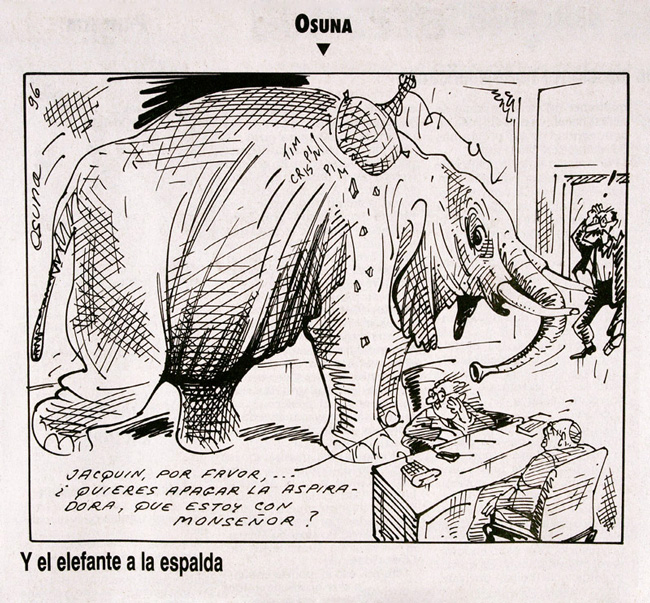 OSUNA
96
Osuna
TIM
CRIS PIN
PIM
JACQUIN, POR FAVOR,...
¿ QUIERES APAGAR LA ASPIRA-
DORA, QUE ESTOY CON
MONSEÑOR ?
Y el elefante a la espalda